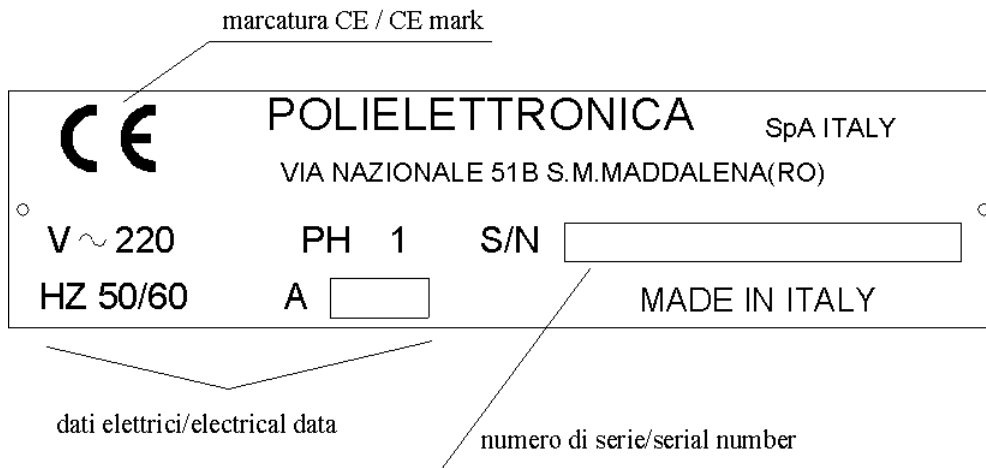 marcatura CE / CE mark
CE POLIELETTRONICA SpA ITALY
VIA NAZIONALE 51B S.M.MADDALENA(RO)
V ~ 220 PH 1 S/N
HZ 50/60 A MADE IN ITALY
dati elettrici/electrical data
numero di serie/serial number